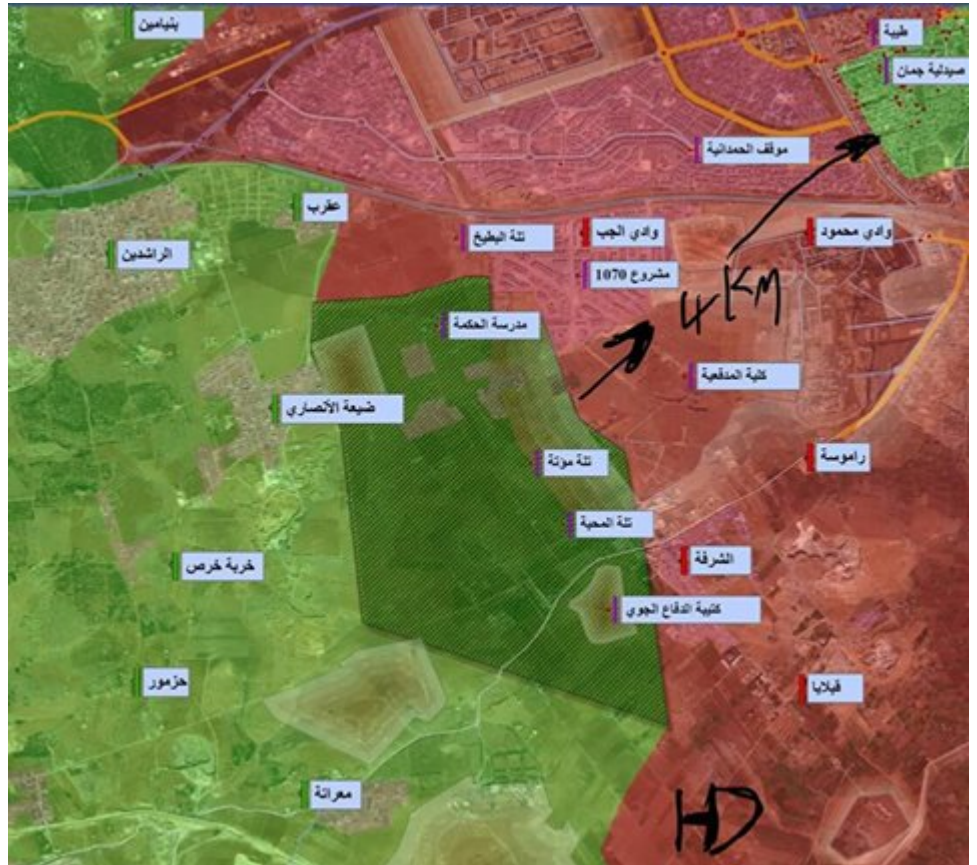 بنيامين
طيبة
صيدلية جمان
موقف الحمدانية
عقرب
تلة البطيخ
وادي الجب
وادي محمود
الراشدين
مشروع 1070
4 KM
مدرسة الحكمة
كلية المدفعية
ضيعة الأنصاري
تلة مؤتة
راموسة
تلة المحبة
الشرفة
خربة خرص
كتيبة الدفاع الجوي
حزمور
قيلايا
معراتة
HD